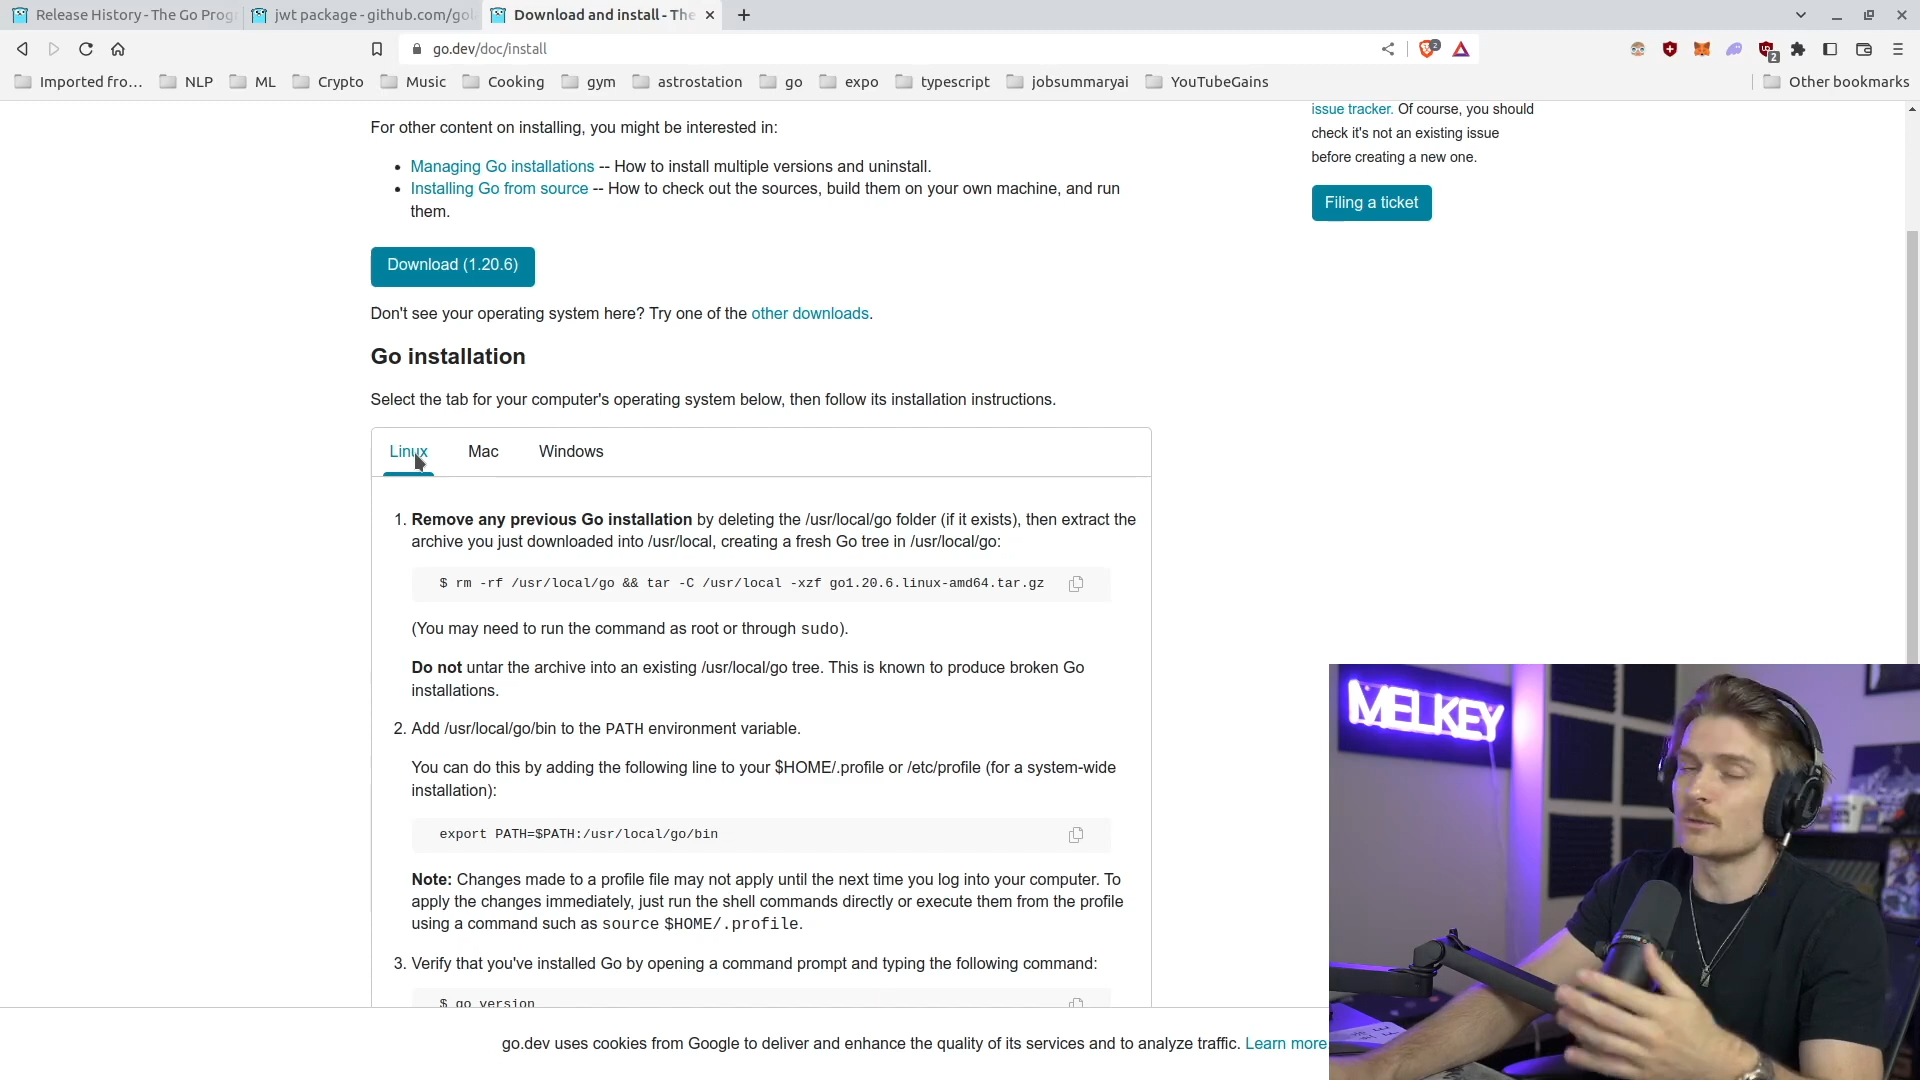 Release History - The Go Prog
jwt package - github.com/gol
Download and install - The
go.dev/doc/install
2
2
Imported fro...
NLP
ML
Crypto
Music
Cooking
gym
astrostation
go
expo
typescript
jobsummaryai
YouTubeGains
Other bookmarks
issue tracker. Of course, you should
check it's not an existing issue
before creating a new one.
Filing a ticket
For other content on installing, you might be interested in:
• Managing Go installations -- How to install multiple versions and uninstall.
• Installing Go from source -- How to check out the sources, build them on your own machine, and run
them.
Download (1.20.6)
Don't see your operating system here? Try one of the other downloads.
Go installation
Select the tab for your computer's operating system below, then follow its installation instructions.
Linux
Mac
Windows
1. Remove any previous Go installation by deleting the /usr/local/go folder (if it exists), then extract the
archive you just downloaded into /usr/local, creating a fresh Go tree in /usr/local/go:
$ rm -rf /usr/local/go && tar -C /usr/local -xzf go1.20.6.linux-amd64.tar.gz
(You may need to run the command as root or through sudo).
Do not untar the archive into an existing /usr/local/go tree. This is known to produce broken Go
installations.
2. Add /usr/local/go/bin to the PATH environment variable.
You can do this by adding the following line to your $HOME/.profile or /etc/profile (for a system-wide
installation):
export PATH=$PATH:/usr/local/go/bin
Note: Changes made to a profile file may not apply until the next time you log into your computer. To
apply the changes immediately, just run the shell commands directly or execute them from the profile
using a command such as source $HOME/.profile.
3. Verify that you've installed Go by opening a command prompt and typing the following command:
$ go version
go.dev uses cookies from Google to deliver and enhance the quality of its services and to analyze traffic. Learn more
MELKEY